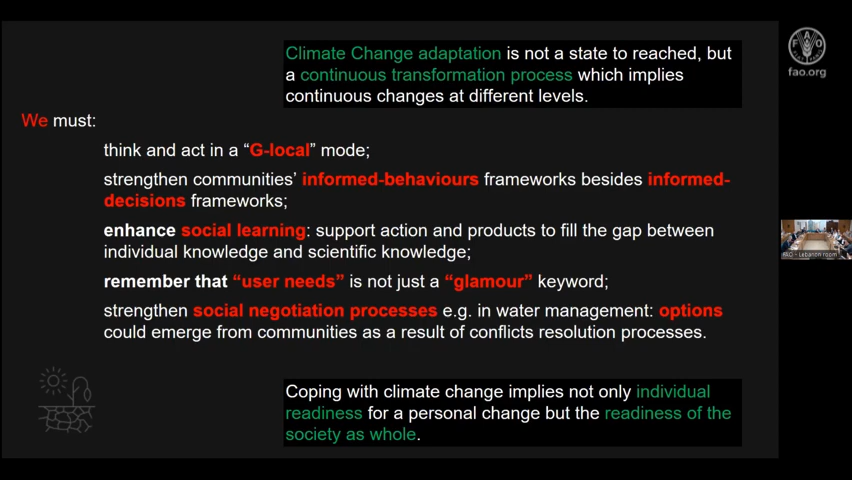 Climate Change adaptation is not a state to reached, but
a continuous transformation process which implies
continuous changes at different levels.
FAO
fao.org
We must:
think and act in a “G-local” mode;
strengthen communities’ informed-behaviours frameworks besides informed-
decisions frameworks;
enhance social learning: support action and products to fill the gap between
individual knowledge and scientific knowledge;
remember that “user needs” is not just a “glamour” keyword;
strengthen social negotiation processes e.g. in water management: options
could emerge from communities as a result of conflicts resolution processes.
FAO - Lebanon room
Coping with climate change implies not only individual
readiness for a personal change but the readiness of the
society as whole.